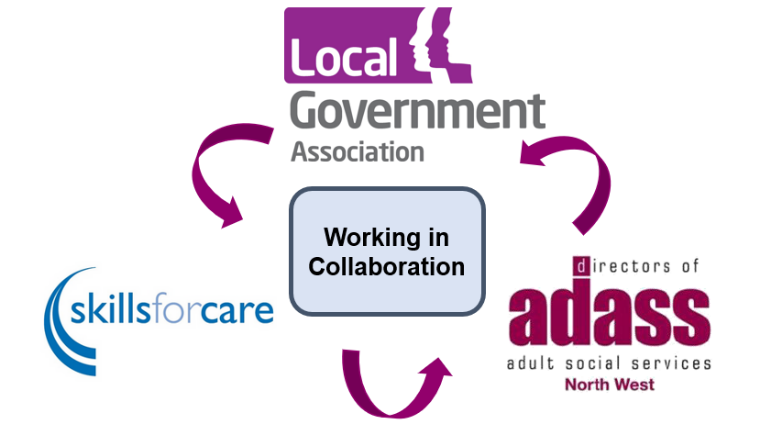 Local
Government
Association
Working in
Collaboration
skillsforcare
directors of
adass
adult social services
North West